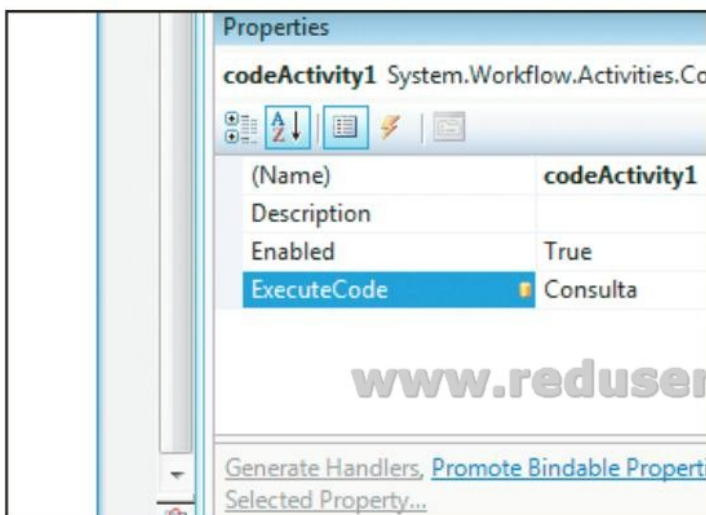 Properties
codeActivity1 System.Workflow.Activities.Co
(Name) codeActivity1
Description
Enabled True
ExecuteCode Consulta
www.reduser
Generate Handlers, Promote Bindable Properti
Selected Property...